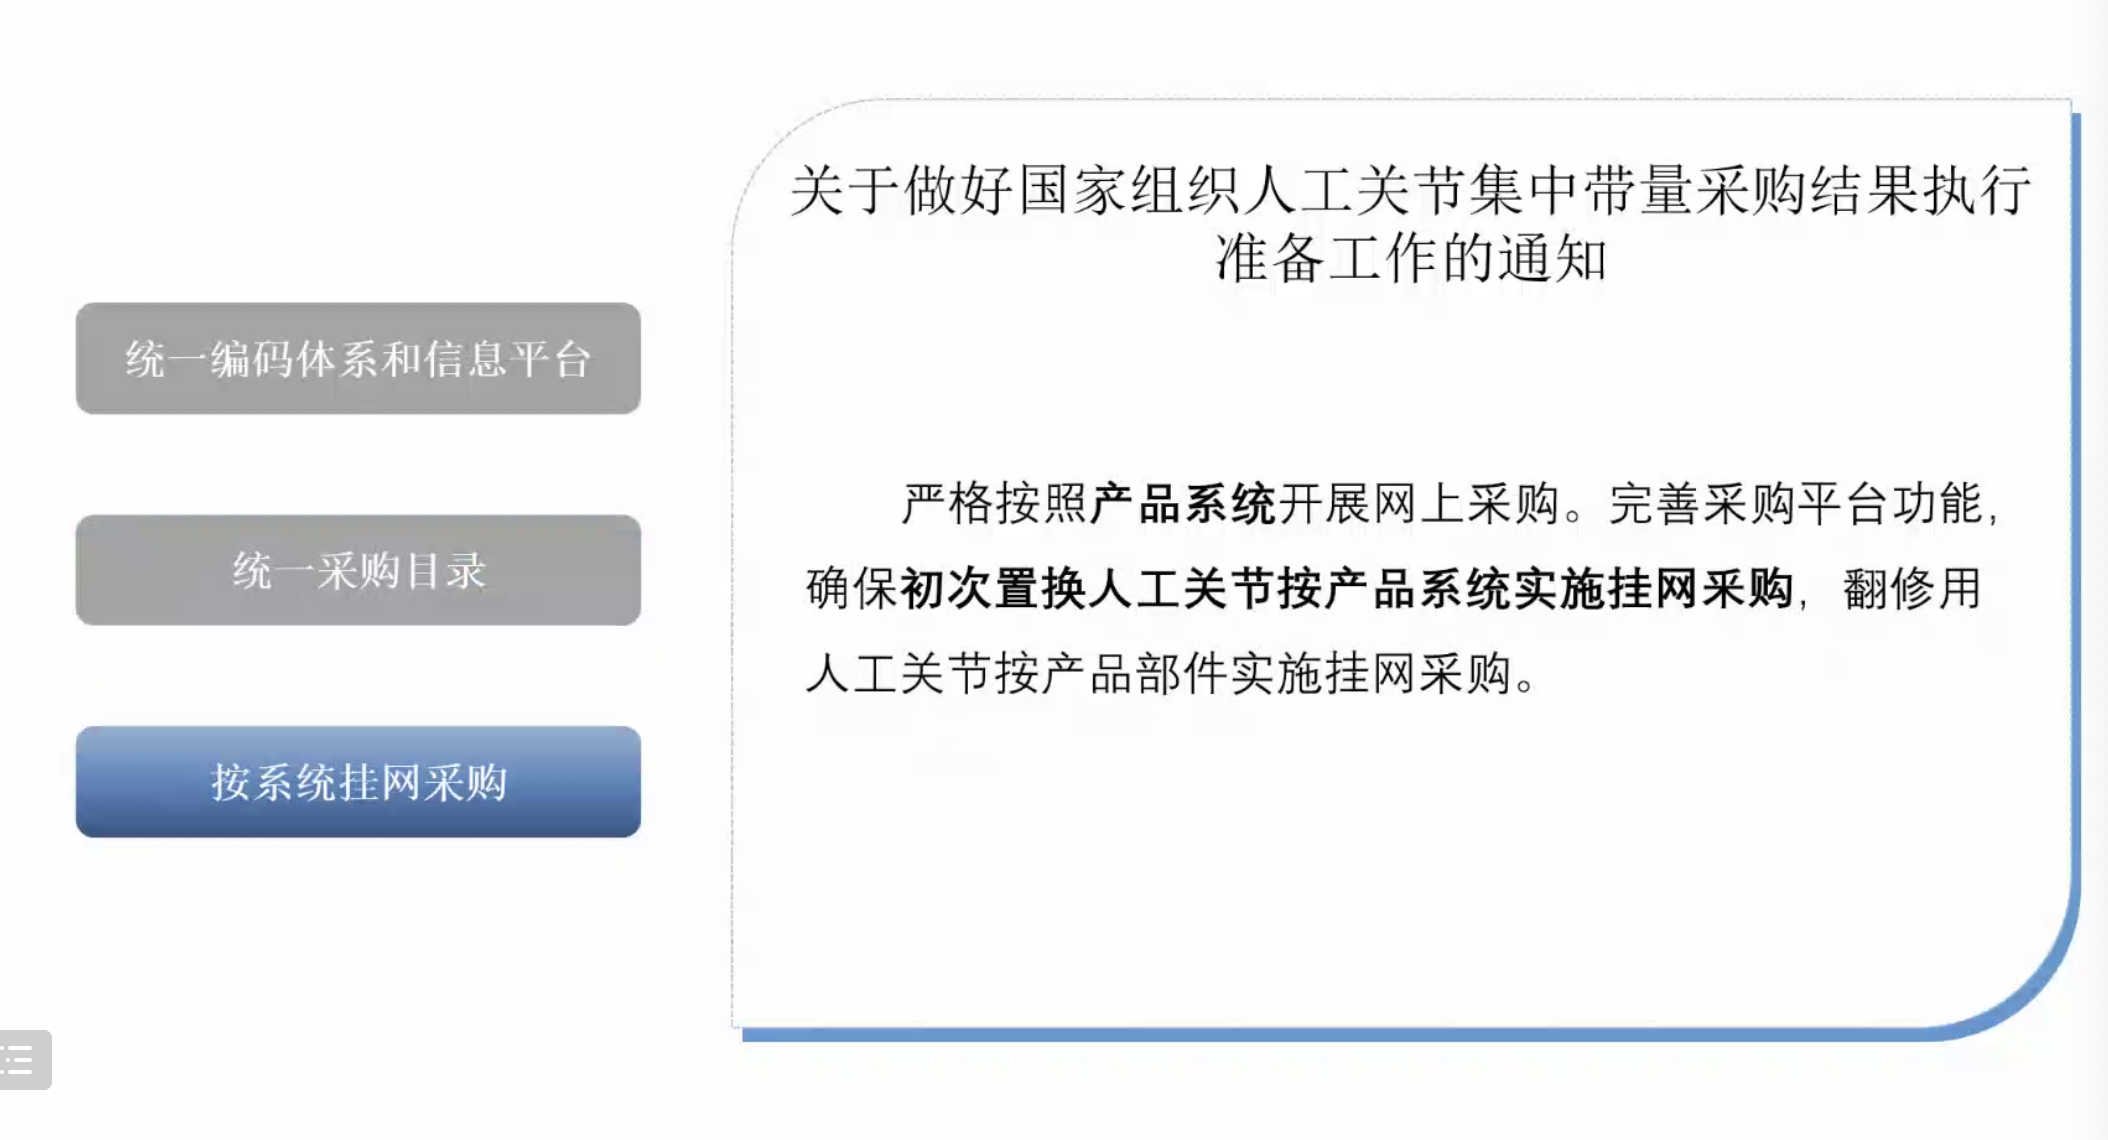 关于做好国家组织人工关节集中带量采购结果执行
准备工作的通知
统一编码体系和信息平台
统一采购目录
按系统挂网采购
严格按照产品系统开展网上采购。完善采购平台功能，
确保初次置换人工关节按产品系统实施挂网采购，翻修用
人工关节按产品部件实施挂网采购。